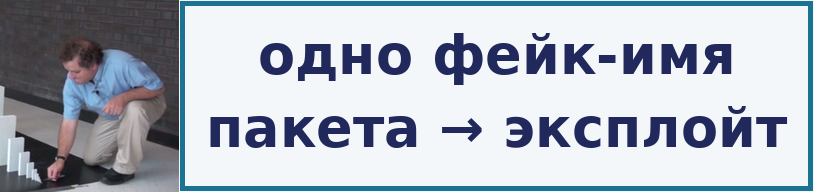 одно фейк-имя
пакета → эксплойт